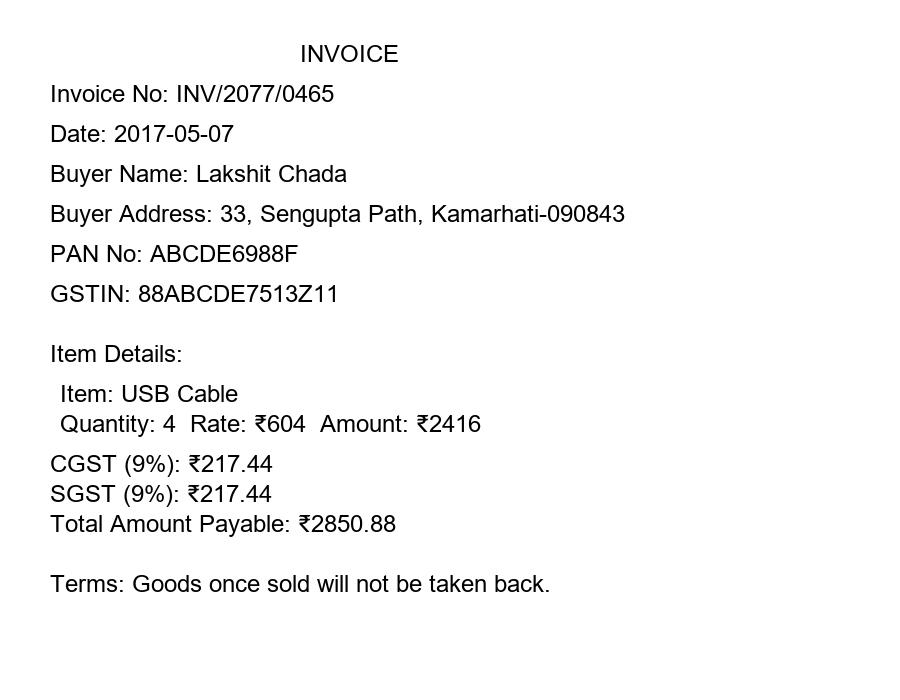 INVOICE
Invoice No: INV/2077/0465
Date: 2017-05-07
Buyer Name: Lakshit Chada
Buyer Address: 33, Sengupta Path, Kamarhati-090843
PAN No: ABCDE6988F
GSTIN: 88ABCDE7513Z11
Item Details:
Item: USB Cable
Quantity: 4  Rate: ₹604  Amount: ₹2416
CGST (9%): ₹217.44
SGST (9%): ₹217.44
Total Amount Payable: ₹2850.88
Terms: Goods once sold will not be taken back.